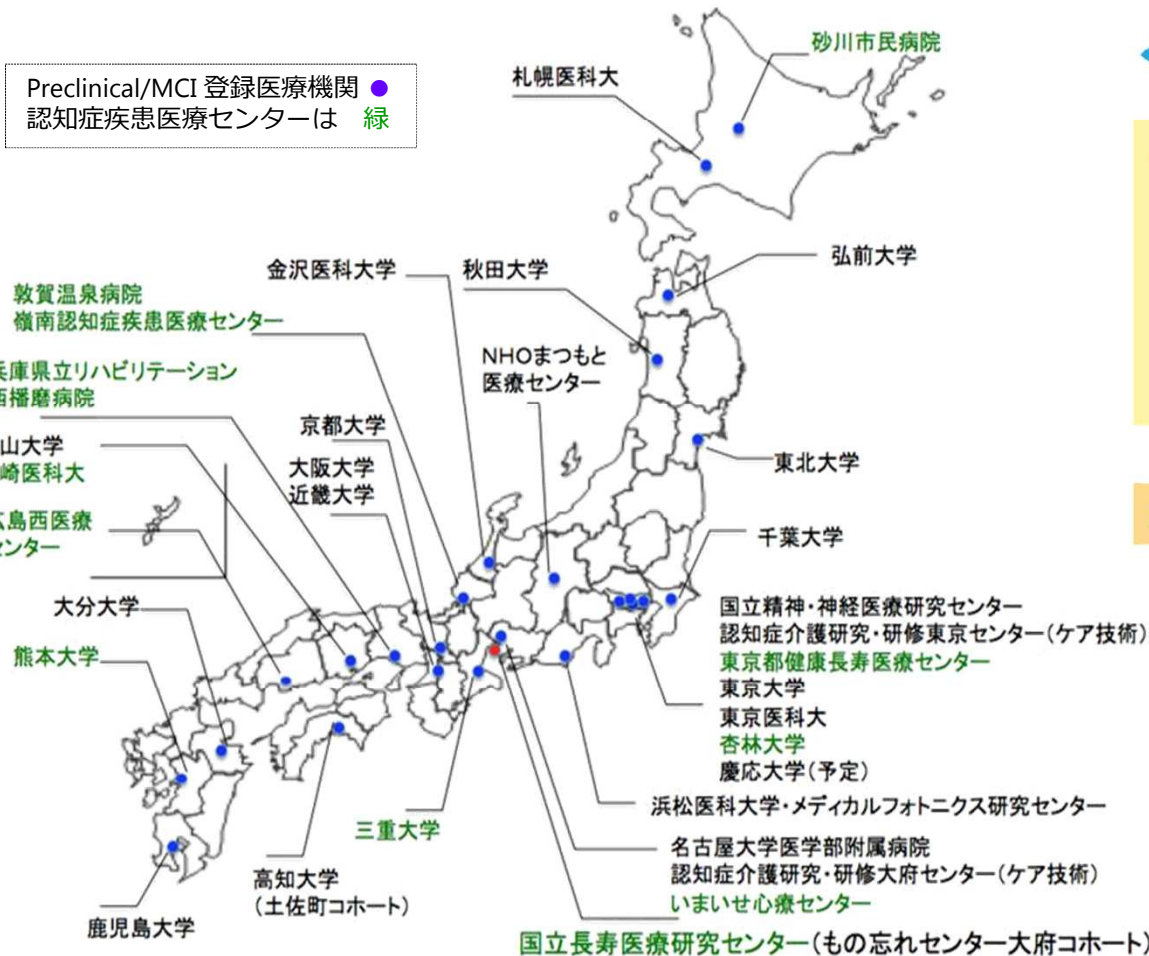 Preclinical/MCI 登録医療機関 ●
認知症疾患医療センターは 緑
砂川市民病院
札幌医科大
弘前大学
金沢医科大学
秋田大学
敦賀温泉病院
嶺南認知症疾患医療センター
NHOまつもと
医療センター
兵庫県立リハビリテーション
西播磨病院
京都大学
山大学
崎医科大
大阪大学
近畿大学
東北大学
広島西医療
センター
千葉大学
大分大学
熊本大学
国立精神・神経医療研究センター
認知症介護研究・研修東京センター(ケア技術)
東京都健康長寿医療センター
東京大学
東京医科大
杏林大学
慶応大学(予定)
浜松医科大学・メディカルフォトニクス研究センター
三重大学
名古屋大学医学部附属病院
認知症介護研究・研修大府センター(ケア技術)
いまいせ心療センター
高知大学
(土佐町コホート)
鹿児島大学
国立長寿医療研究センター(もの忘れセンター大府コホート)